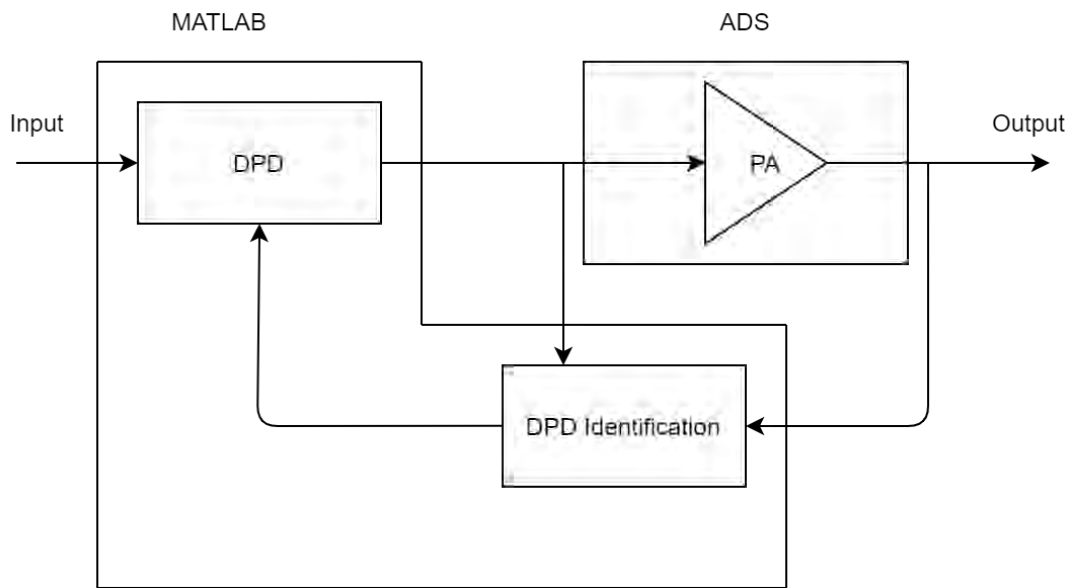 MATLAB
ADS
Input
DPD
PA
Output
DPD Identification